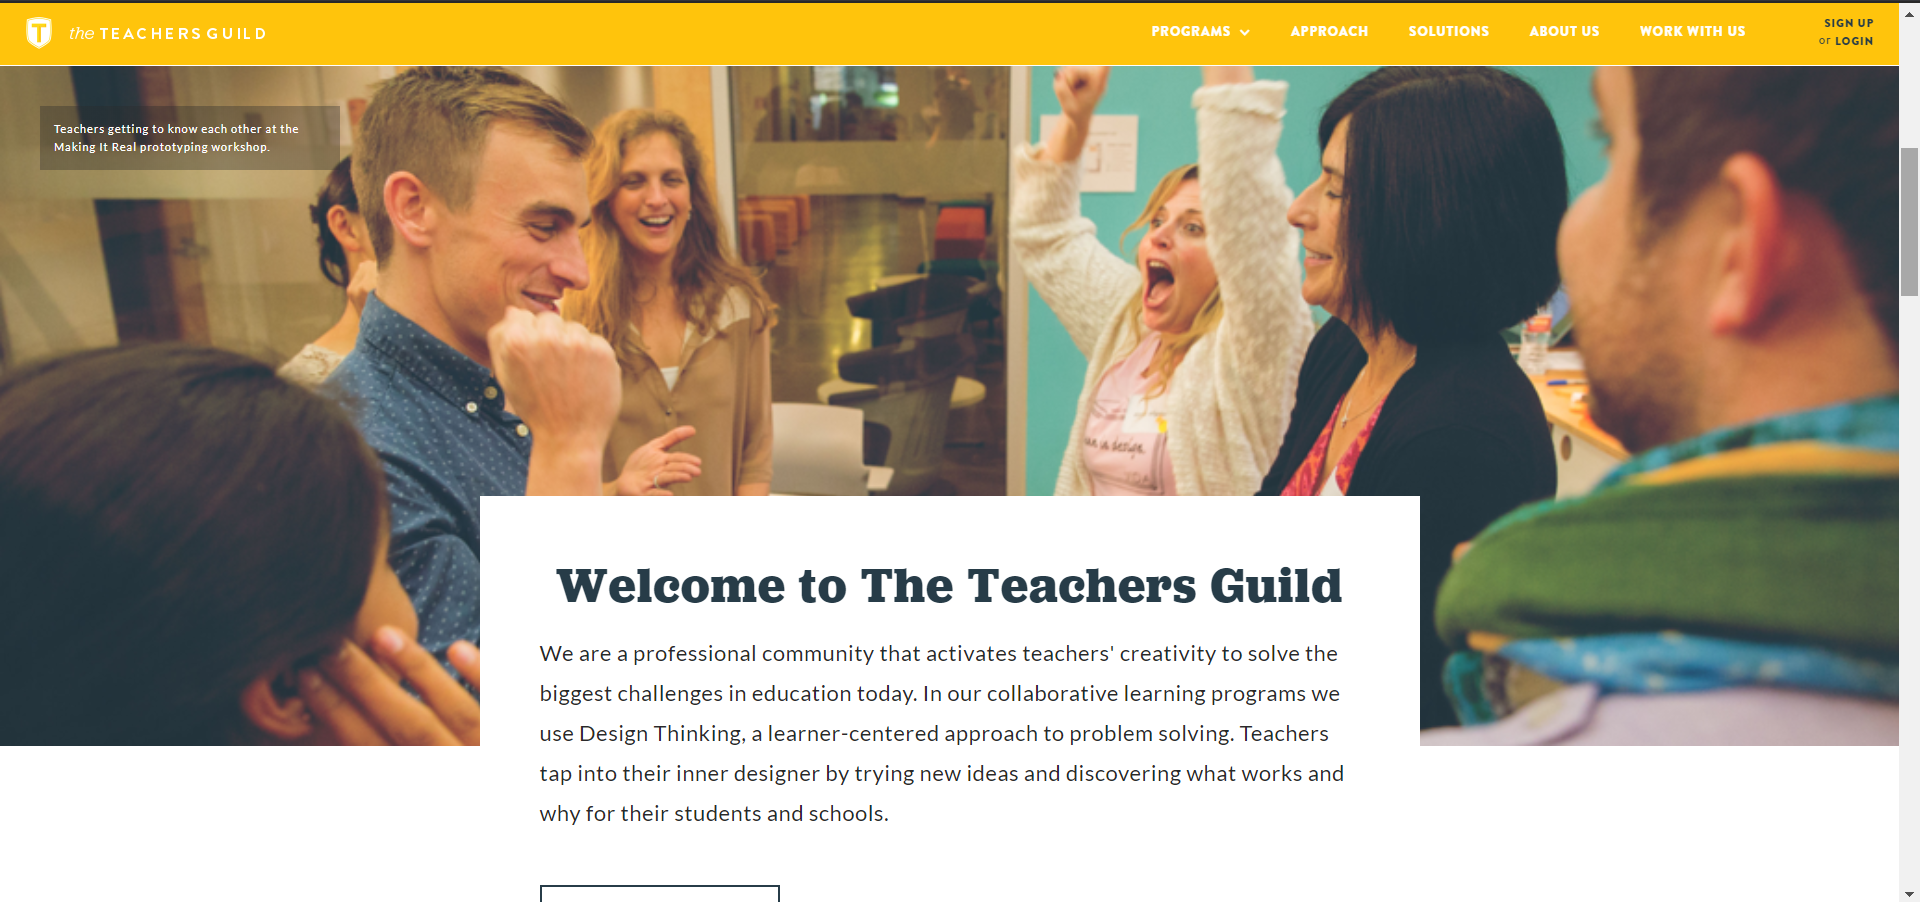 the TEACHERS GUILD
PROGRAMS
APPROACH
SOLUTIONS
ABOUT US
WORK WITH US
SIGN UP
or LOGIN
Teachers getting to know each other at the
Making It Real prototyping workshop.
in design.
Welcome to The Teachers Guild
We are a professional community that activates teachers' creativity to solve the
biggest challenges in education today. In our collaborative learning programs we
use Design Thinking, a learner-centered approach to problem solving. Teachers
tap into their inner designer by trying new ideas and discovering what works and
why for their students and schools.